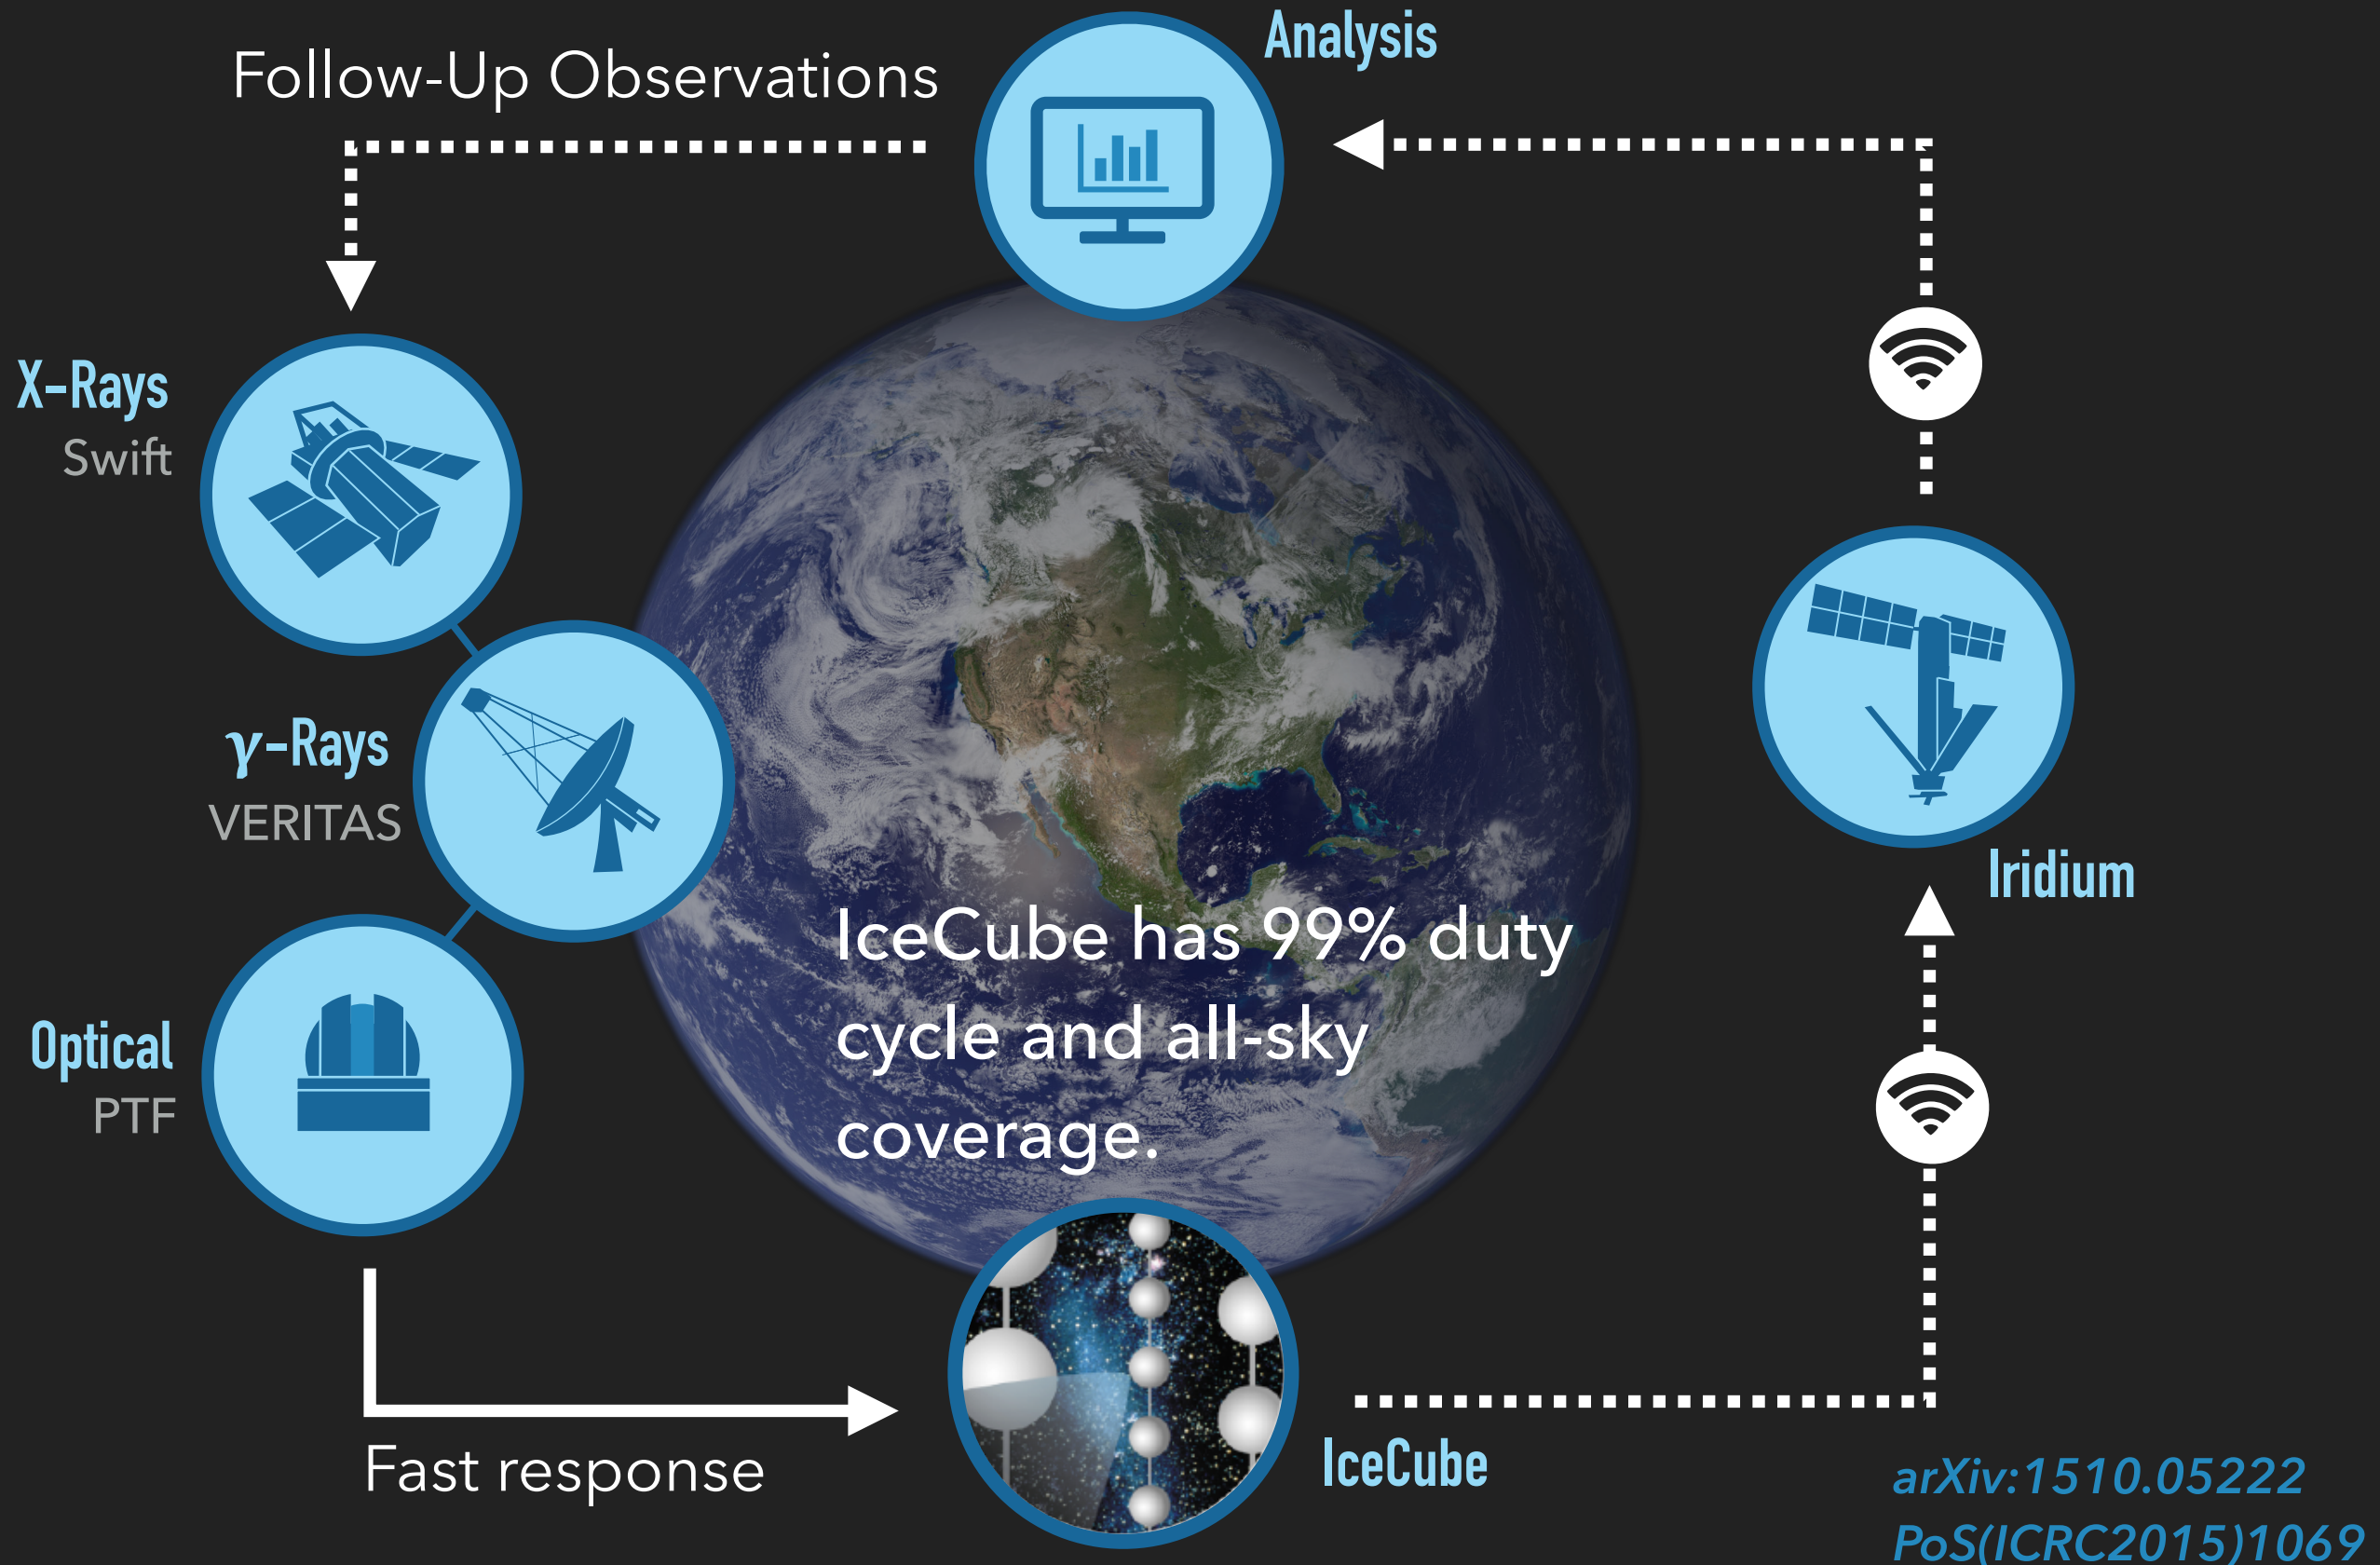 Analysis
Follow-Up Observations
X-Rays
Swift
γ-Rays
VERITAS
Iridium
IceCube has 99% duty
cycle and all-sky
coverage.
Optical
PTF
Fast response
IceCube
arXiv:1510.05222
PoS(ICRC2015)1069